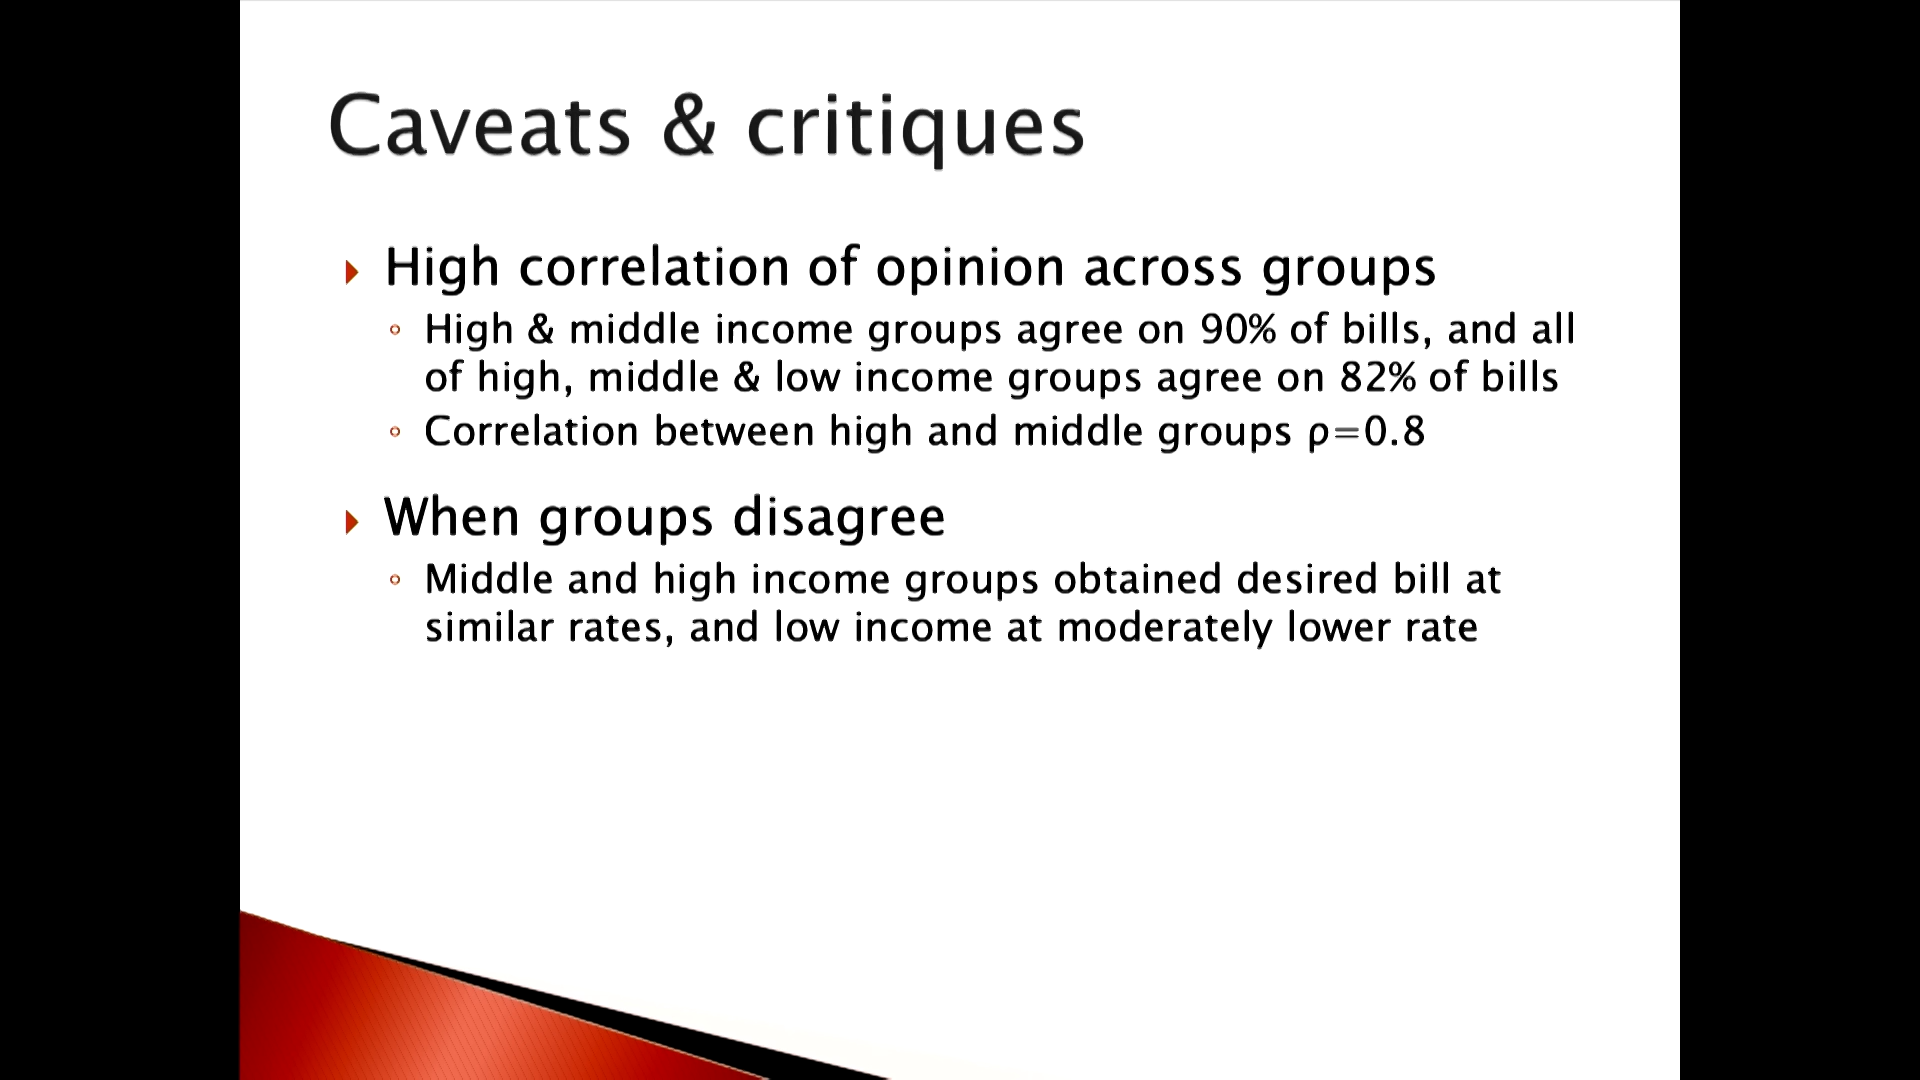 Caveats & critiques
High correlation of opinion across groups
High & middle income groups agree on 90% of bills, and all
of high, middle & low income groups agree on 82% of bills
Correlation between high and middle groups ρ=0.8
When groups disagree
Middle and high income groups obtained desired bill at
similar rates, and low income at moderately lower rate